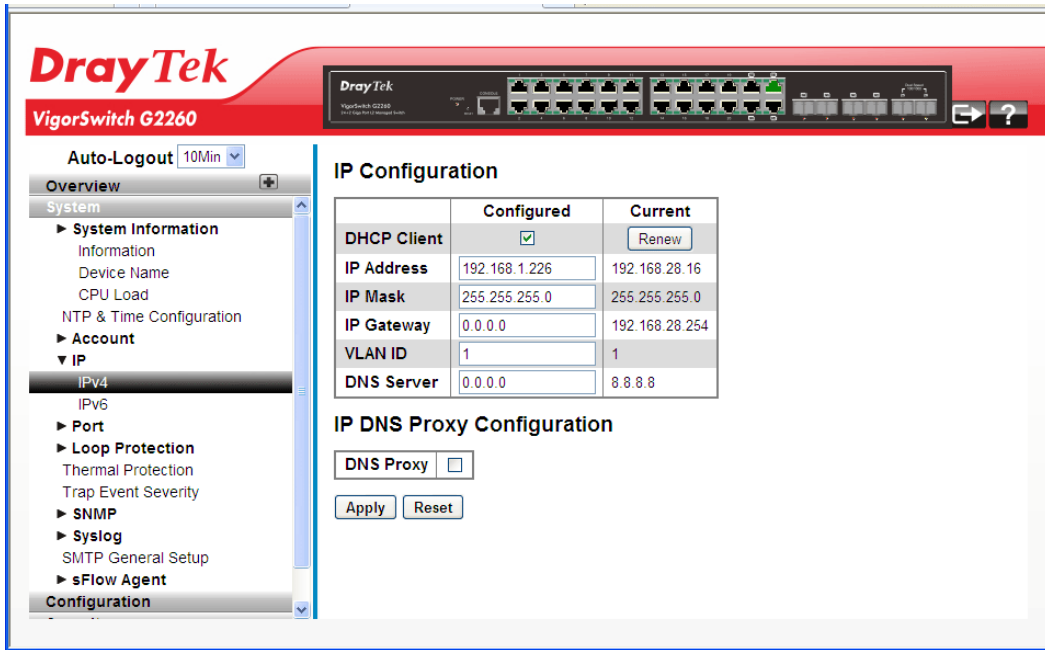 DrayTek
VigorSwitch G2260
DrayTek
VigorSwitch G2260
CONSOLE
POWER
?
Auto-Logout 10Min
Overview
System
System Information
Information
Device Name
CPU Load
NTP & Time Configuration
Account
IP
IPv4
IPv6
Port
Loop Protection
Thermal Protection
Trap Event Severity
SNMP
Syslog
SMTP General Setup
sFlow Agent
Configuration
IP Configuration
Configured Current
DHCP Client Renew
IP Address 192.168.1.226 192.168.28.16
IP Mask 255.255.255.0 255.255.255.0
IP Gateway 0.0.0.0 192.168.28.254
VLAN ID 1 1
DNS Server 0.0.0.0 8.8.8.8
IP DNS Proxy Configuration
DNS Proxy
Apply Reset